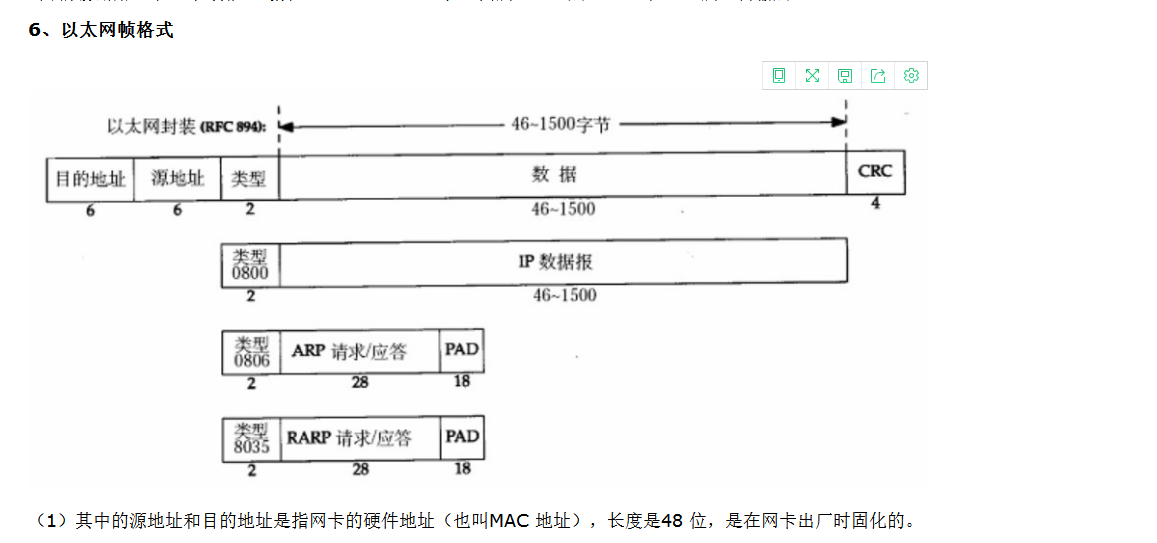 6、以太网帧格式
以太网封装 (RFC 894):
46~1500字节
目的地址 源地址 类型 数 据 CRC
6 6 2 46~1500 4
类型 0800 IP 数据报
2 46~1500
类型 0806 ARP 请求/应答 PAD
2 28 18
类型 8035 RARP 请求/应答 PAD
2 28 18
（1）其中的源地址和目的地址是指网卡的硬件地址（也叫MAC 地址），长度是48 位，是在网卡出厂时固化的。